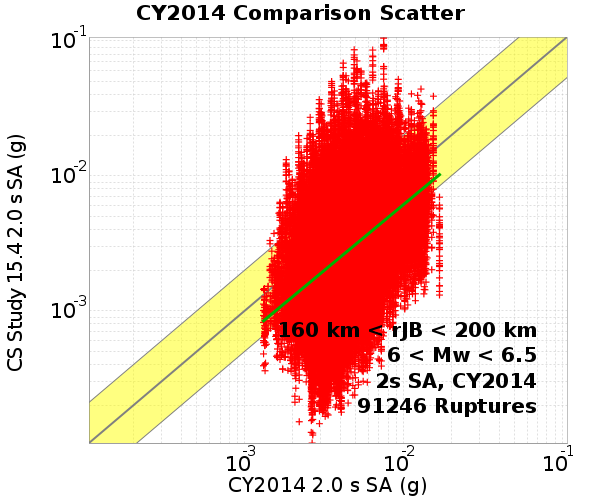 CY2014 Comparison Scatter
10-1
10-2
10-3
CS Study 15.4 2.0 s SA (g)
160 km < rJB < 200 km
6 < Mw < 6.5
2s SA, CY2014
91246 Ruptures
10-3 10-2 10-1
CY2014 2.0 s SA (g)